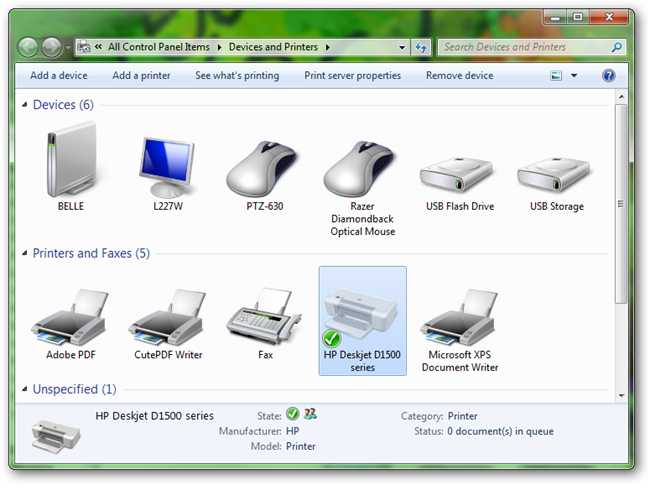 « All Control Panel Items Devices and Printers
Search Devices and Printers
Add a device Add a printer See what's printing Print server properties Remove device
Devices (6)
BELLE
L227W
PTZ-630
Razer
Diamondback
Optical Mouse
USB Flash Drive
USB Storage
Printers and Faxes (5)
Adobe PDF
CutePDF Writer
Fax
HP Deskjet D1500
series
Microsoft XPS
Document Writer
Unspecified (1)
HP Deskjet D1500 series
State:
Manufacturer: HP
Model: Printer
Category: Printer
Status: 0 document(s) in queue